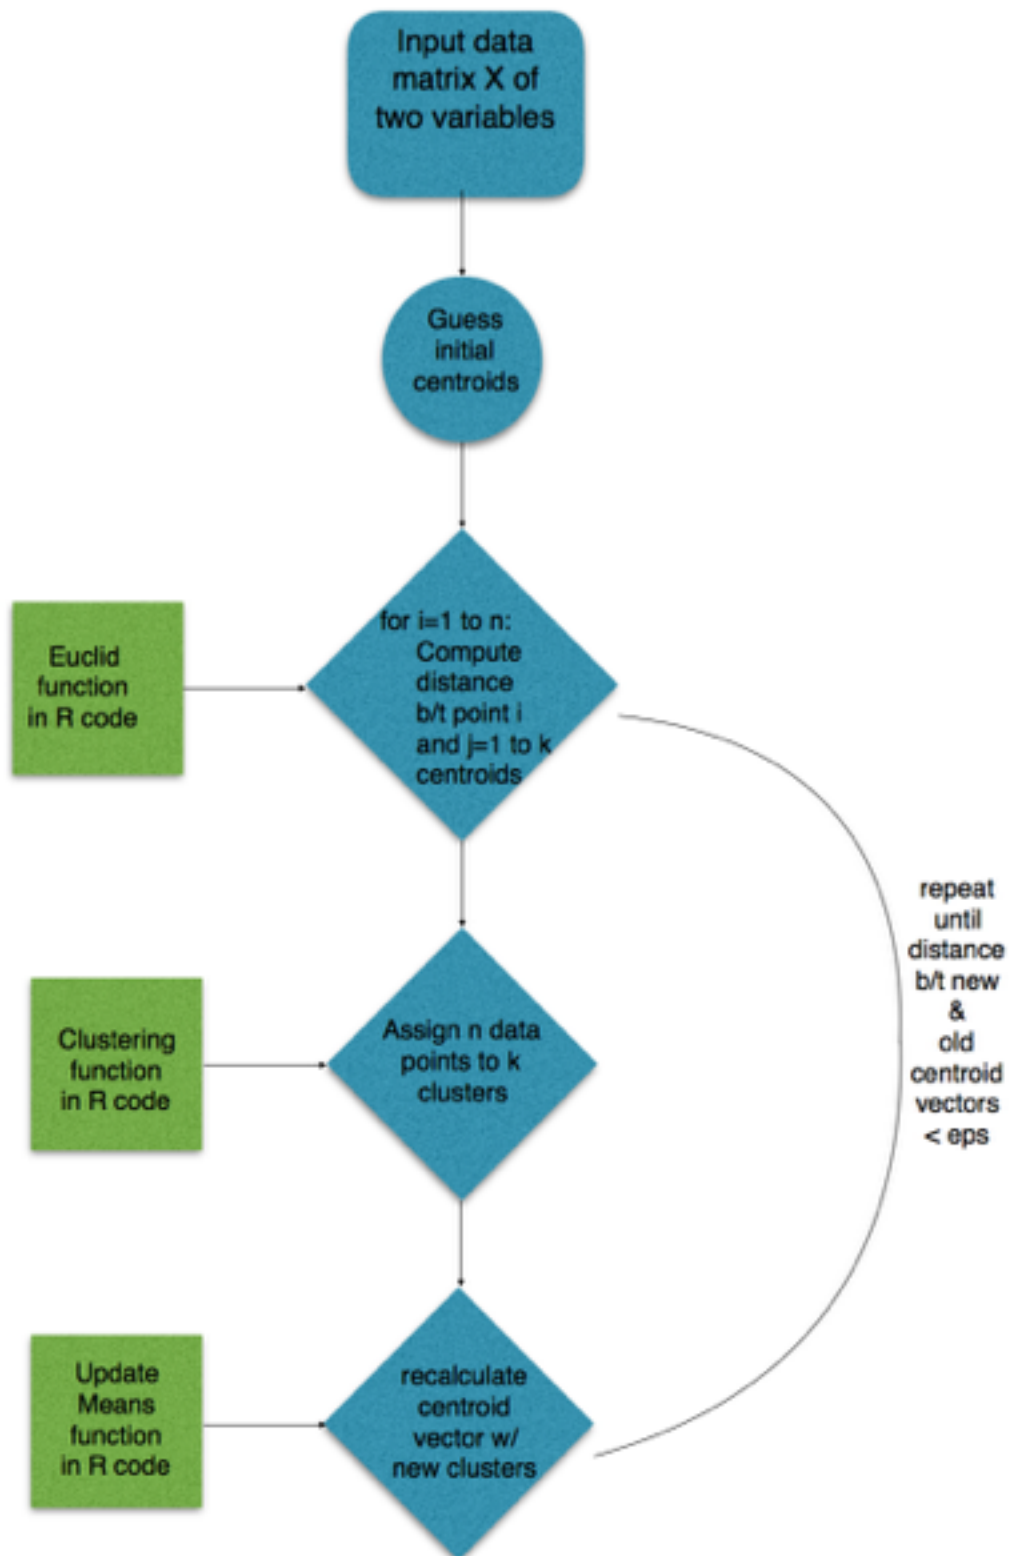 Input data
matrix X of
two variables
Guess
initial
centroids
for i=1 to n:
Compute
distance
b/t point i
and j=1 to k
centroids
Euclid
function
in R code
repeat
until
distance
b/t new
&
old
centroid
vectors
< eps
Assign n data
points to k
clusters
Clustering
function
in R code
recalculate
centroid
vector w/
new clusters
Update
Means
function
in R code